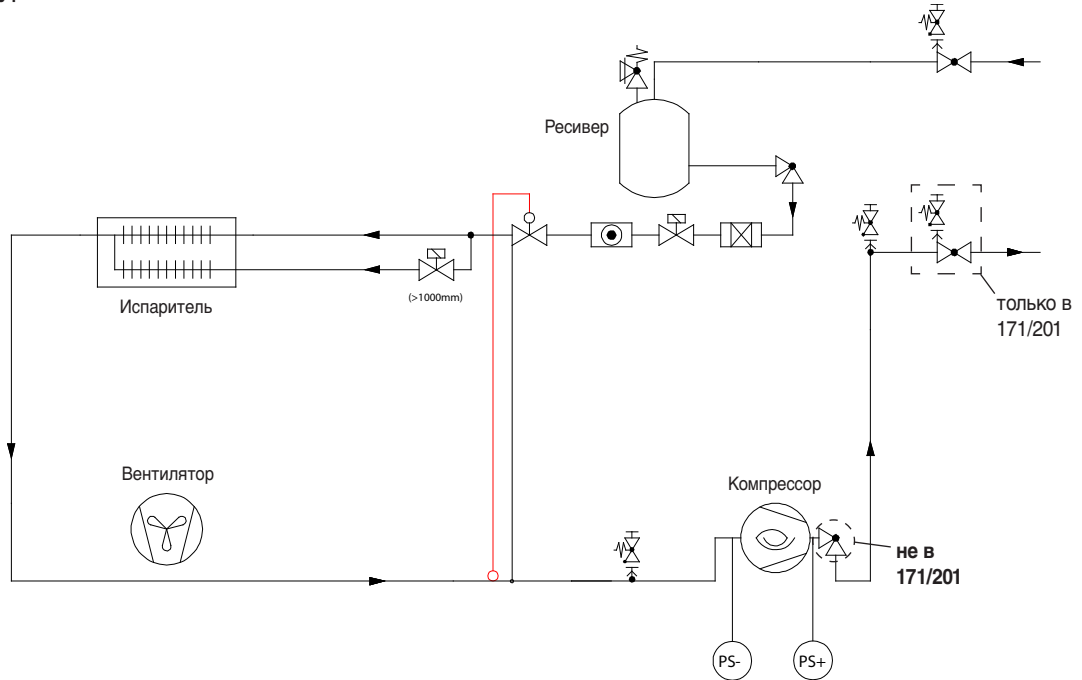 Ресивер
только в
171/201
(>1000mm)
Испаритель
Вентилятор
Компрессор
не в
171/201
PS-
PS+